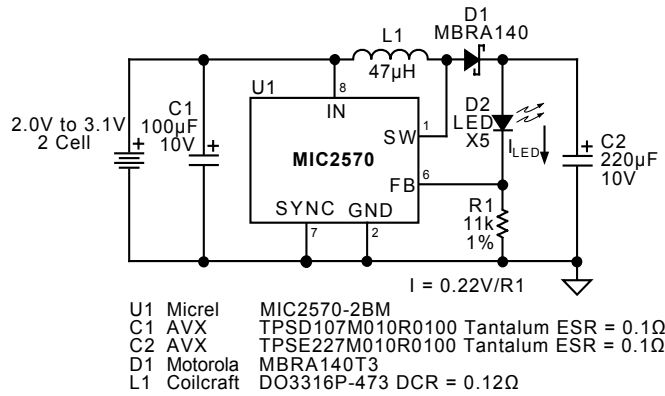 D1
MBRA140
L1
47µH
U1
8
IN
C1
100µF
10V
+
2.0V to 3.1V
2 Cell
+
SW
1
MIC2570
FB
6
SYNC
GND
7
2
D2
LED
X5
I LED
+
C2
220µF
10V
R1
11k
1%
I = 0.22V/R1
U1 Micrel MIC2570-2BM
C1 AVX TPSD107M010R0100 Tantalum ESR = 0.1Ω
C2 AVX TPSE227M010R0100 Tantalum ESR = 0.1Ω
D1 Motorola MBRA140T3
L1 Coilcraft DO3316P-473 DCR = 0.12Ω